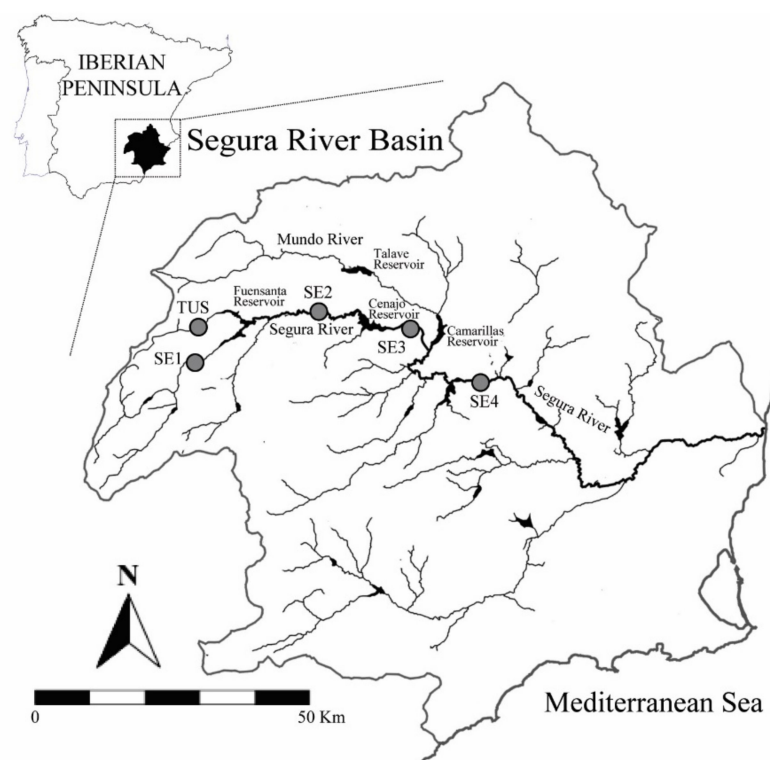 IBERIAN
PENINSULA
Segura River Basin
Mundo River
Talave
Reservoir
Fuensanta
Reservoir
SE2
TUS
Cenajo
Reservoir
Segura River
SE3
Camarillas
Reservoir
SE1
SE4
Segura River
N
0
50 Km
Mediterranean Sea